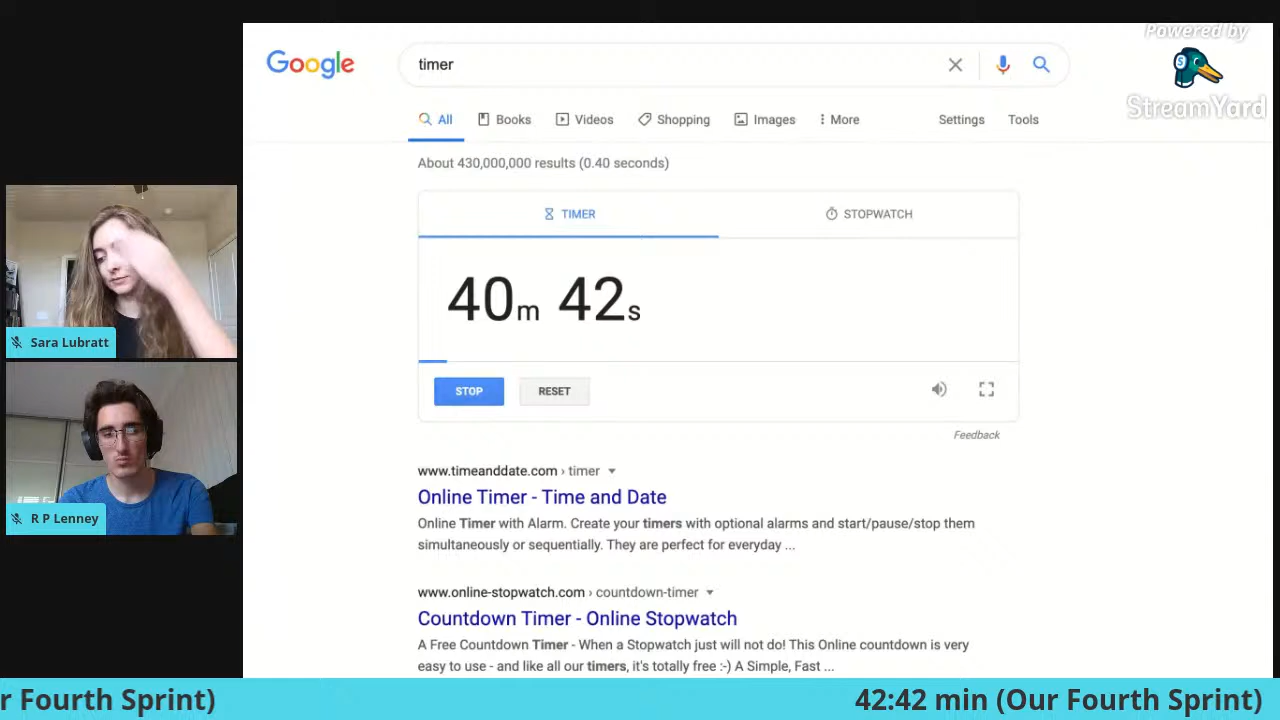 Powered by
StreamYard
Google
timer
All Books Videos Shopping Images More Settings Tools
About 430,000,000 results (0.40 seconds)
TIMER STOPWATCH
40m 42s
STOP RESET
Feedback
www.timeanddate.com › timer
Online Timer - Time and Date
Online Timer with Alarm. Create your timers with optional alarms and start/pause/stop them
simultaneously or sequentially. They are perfect for everyday ...
www.online-stopwatch.com › countdown-timer
Countdown Timer - Online Stopwatch
A Free Countdown Timer - When a Stopwatch just will not do! This Online countdown is very
easy to use - and like all our timers, it's totally free :-) A Simple, Fast ...
Sara Lubratt
R P Lenney
r Fourth Sprint) 42:42 min (Our Fourth Sprint)